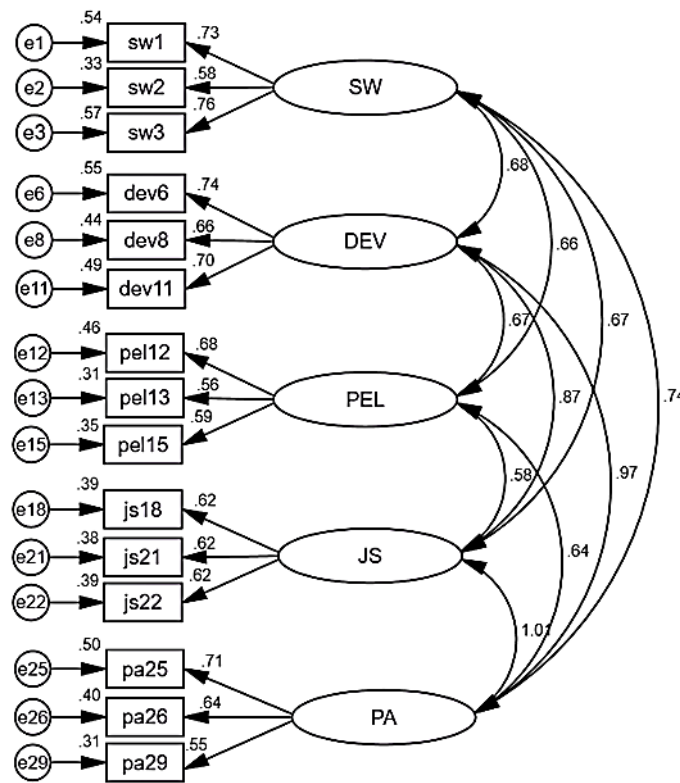 .54
e1 sw1 .73
.33
e2 sw2 .58 SW
.57 .76
e3 sw3
.68
.55
e6 dev6 .74
.44
e8 dev8 .66 DEV .66
.49 .70
e11 dev11
.67 .67
.46
e12 pel12 .68
.31
e13 pel13 .56 PEL .87 .74
.35 .59
e15 pel15
.58 .97
.39
e18 js18 .62
.38
e21 js21 .62 JS .64
.39 .62
e22 js22
1.01
.50
e25 pa25 .71
.40
e26 pa26 .64 PA
.31 .55
e29 pa29